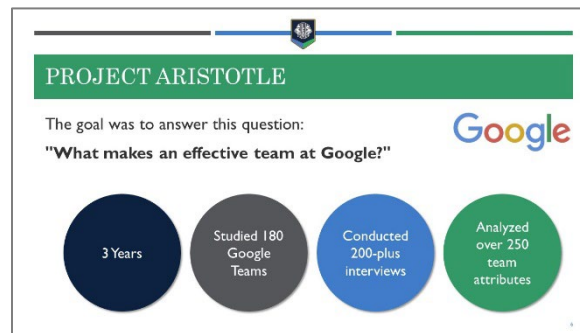 PROJECT ARISTOTLE
The goal was to answer this question:
"What makes an effective team at Google?"
Google
3 Years
Studied 180
Google
Teams
Conducted
200-plus
interviews
Analyzed
over 250
team
attributes